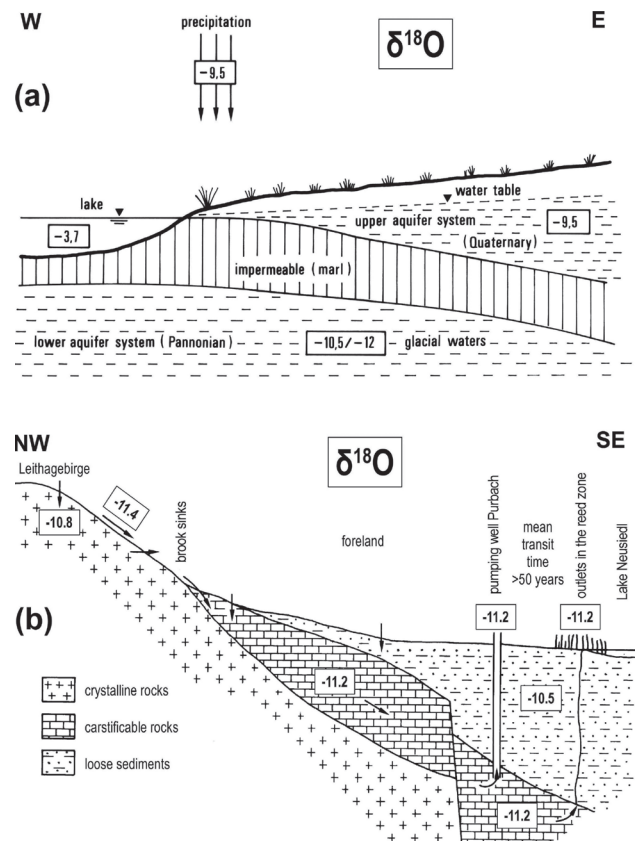 W
precipitation
δ18O
E
−9,5
(a)
lake
water table
−3,7
upper aquifer system
−9,5
(Quaternary)
impermeable (marl)
lower aquifer system (Pannonian)
−10,5/−12
glacial waters
NW
δ18O
SE
Leithagebirge
-10.8
-11.4
brook sinks
foreland
pumping well Purbach
mean
transit
time
>50 years
outlets in the reed zone
Lake Neusiedl
(b)
-11.2
-11.2
-11.2
-10.5
-11.2
crystalline rocks
carstificable rocks
loose sediments